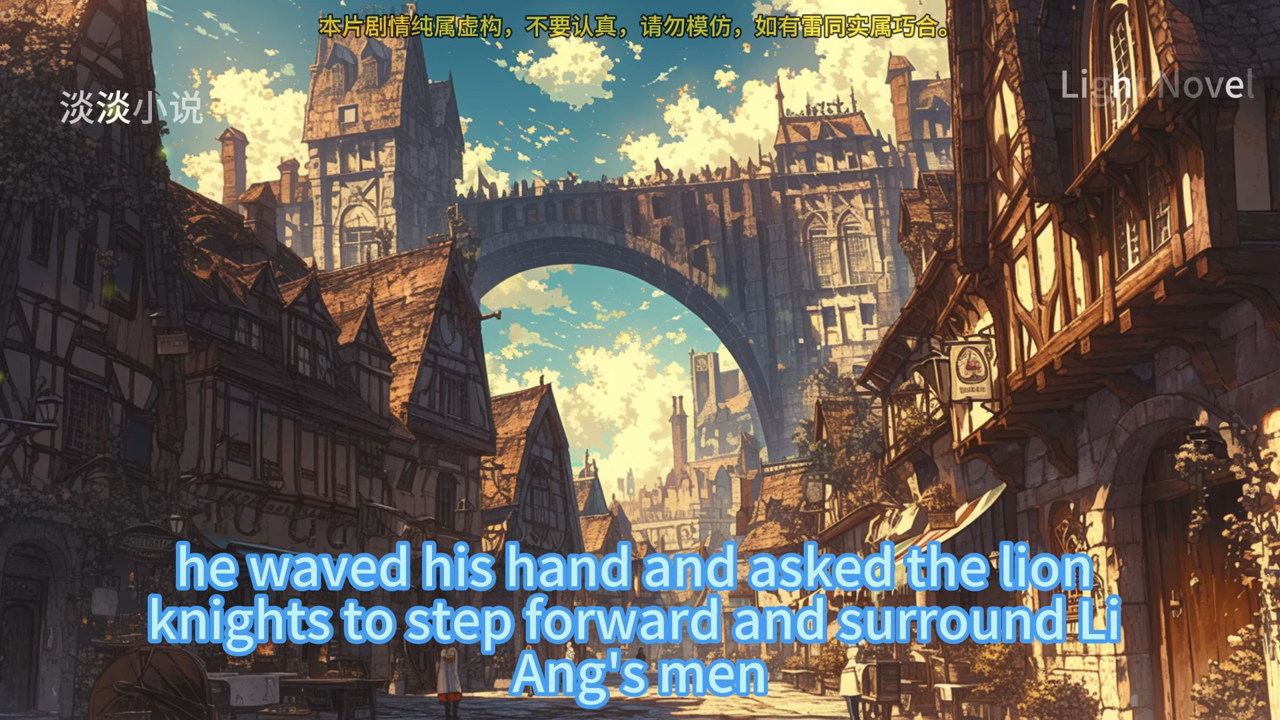 本片剧情纯属虚构，不要认真，请勿模仿，如有雷同实属巧合。
淡淡小说
Light Novel
he waved his hand and asked the lion
knights to step forward and surround Li
Ang's men